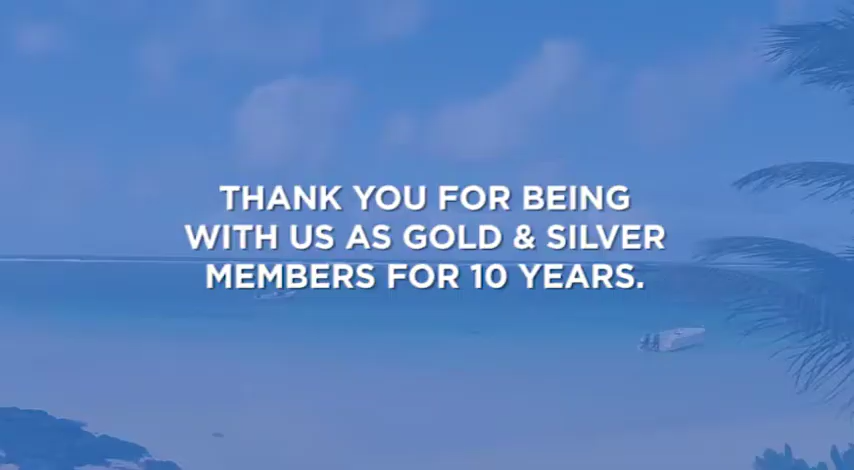 THANK YOU FOR BEING
WITH US AS GOLD & SILVER
MEMBERS FOR 10 YEARS.